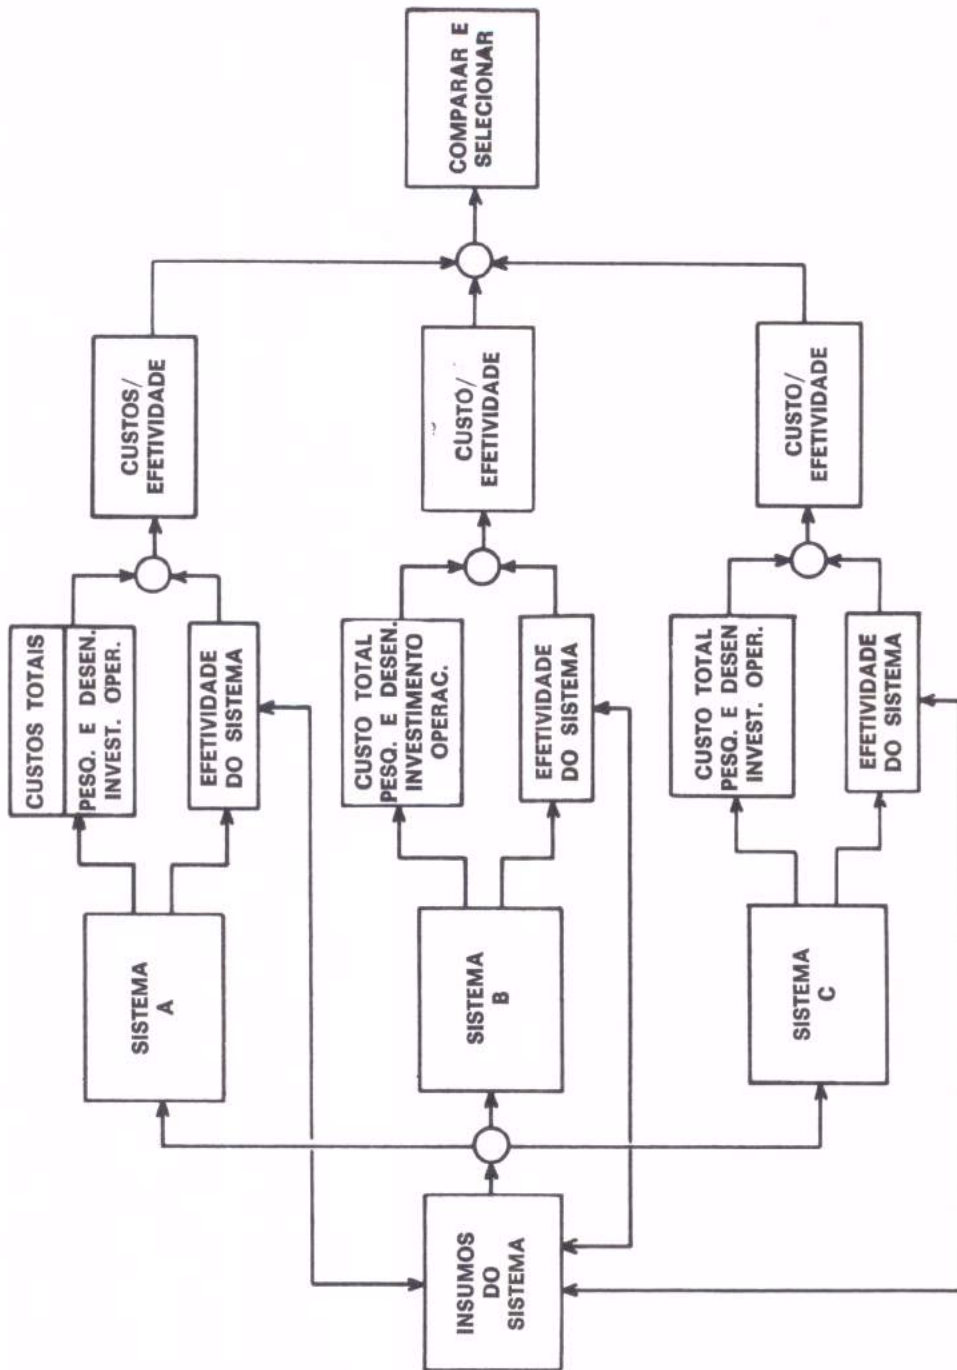 INSUMOS
DO
SISTEMA
SISTEMA
A
CUSTOS TOTAIS
PESQ. E DESEN.
INVEST. OPER.
EFETIVIDADE
DO SISTEMA
CUSTOS/
EFETIVIDADE
SISTEMA
B
CUSTO TOTAL
PESQ. E DESEN.
INVESTIMENTO
OPERAC.
EFETIVIDADE
DO SISTEMA
CUSTÓ/
EFETIVIDADE
SISTEMA
C
CUSTO TOTAL
PESQ. E DESEN
INVEST. OPER.
EFETIVIDADE
DO SISTEMA
CUSTO/
EFETIVIDADE
COMPARAR E
SELECIONAR